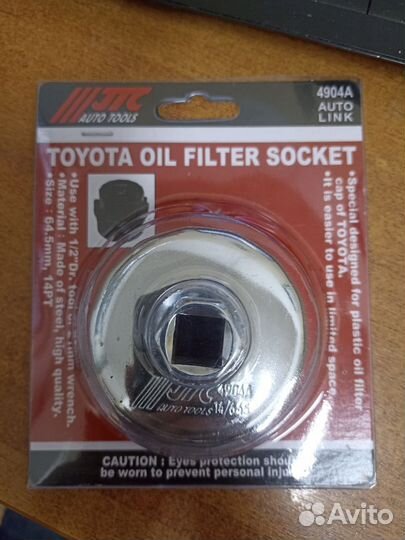 JTC
AUTO TOOLS
4904A
AUTO
LINK
TOYOTA OIL FILTER SOCKET
•Use with 1/2"Dr. tool wrench.
•Material : Made of steel, high quality.
•Size : 64.5mm, 14PT
•Special designed for plastic oil filter
cap of TOYOTA.
•It is easier to use in limited space.
JTC 4904A
AUTO TOOLS
CAUTION : Eyes protection should
be worn to prevent personal injury
Avito